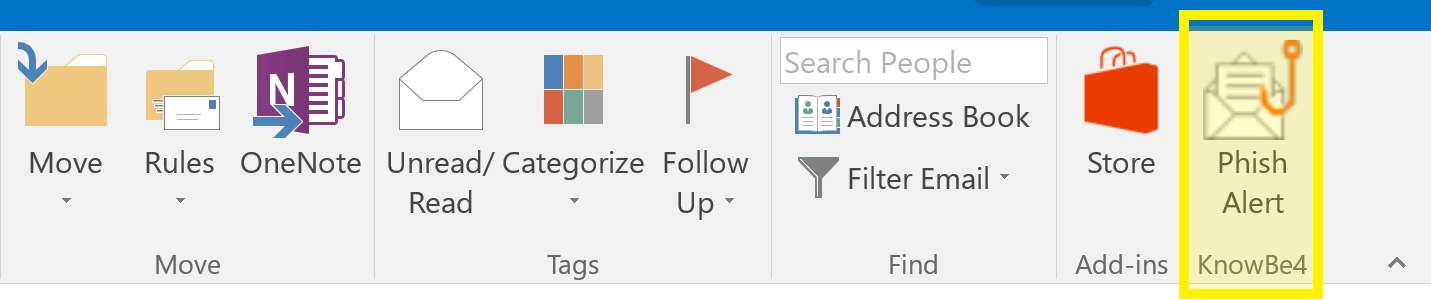 Move
Rules
OneNote
Move
Unread/
Read
Categorize
Follow
Up
Tags
Search People
Address Book
Filter Email
Find
Store
Add-ins
Phish
Alert
KnowBe4